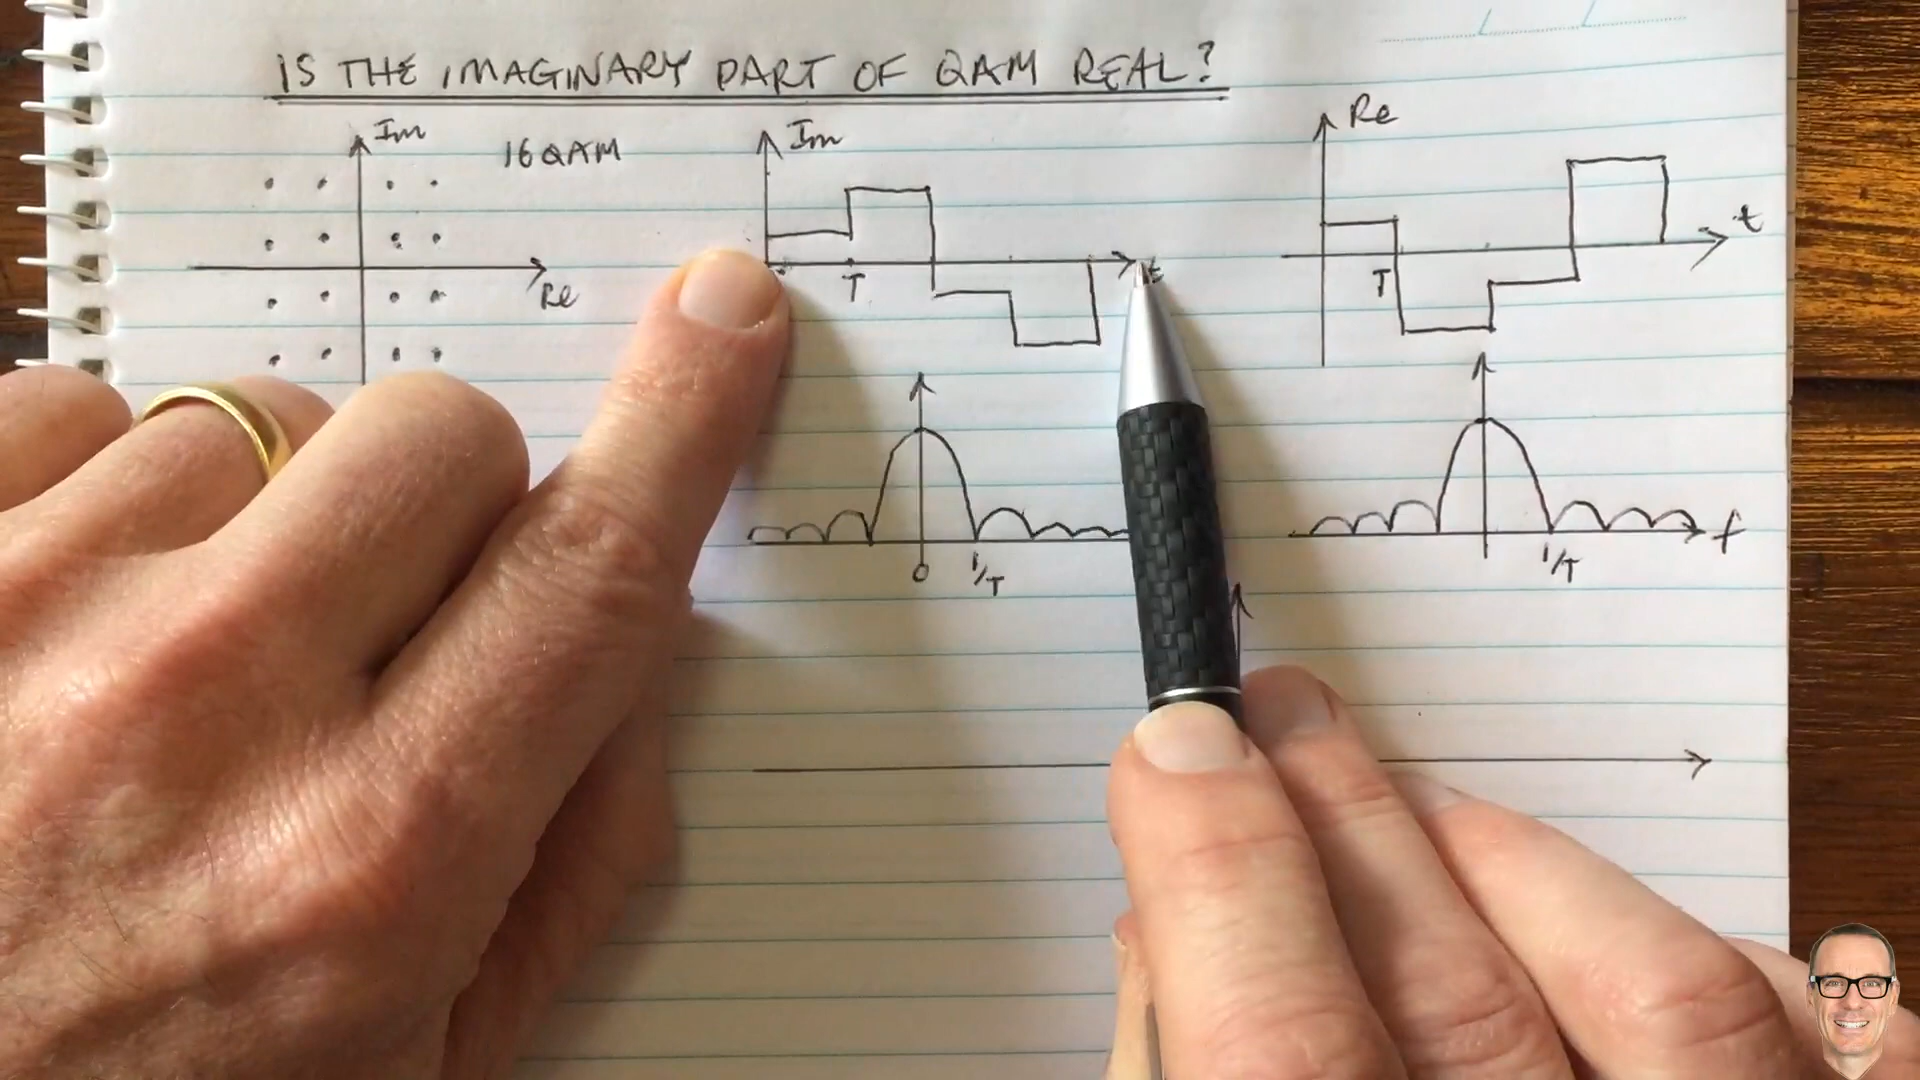 IS THE IMAGINARY PART OF QAM REAL?
Im
16QAM
Re
Im
T
t
Re
t
T
0
1/T
f
1/T